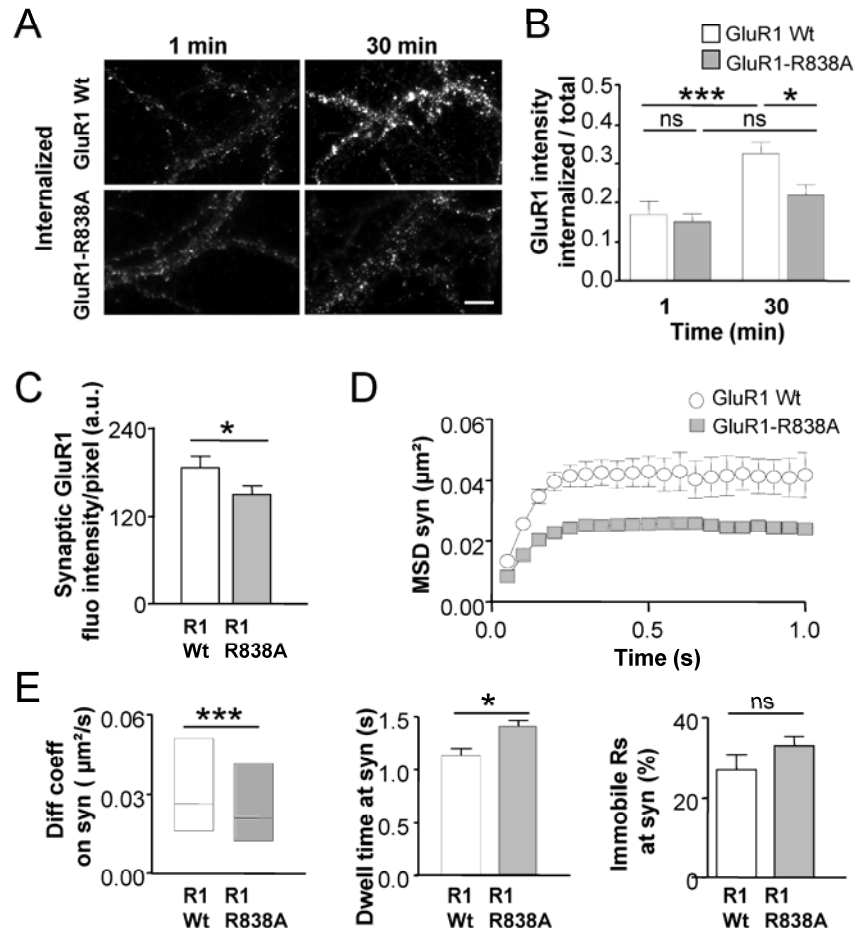 A
1 min
30 min
Internalized
GluR1 Wt
GluR1-R838A
B
GluR1 Wt
GluR1-R838A
GluR1 intensity
internalized / total
0.5
0.4
0.3
0.2
0.1
0.0
***
*
ns
ns
1
30
Time (min)
C
Synaptic GluR1
fluo intensity/pixel (a.u.)
240
120
0
*
R1 R1
Wt R838A
D
GluR1 Wt
GluR1-R838A
MSD syn (µm²)
0.06
0.04
0.02
0.00
0.0
0.5
1.0
Time (s)
E
Diff coeff
on syn ( µm²/s)
0.06
0.03
0.00
***
R1 R1
Wt R838A
Dwell time at syn (s)
1.5
1.0
0.5
0.0
*
R1 R1
Wt R838A
Immobile Rs
at syn (%)
40
20
0
ns
R1 R1
Wt R838A